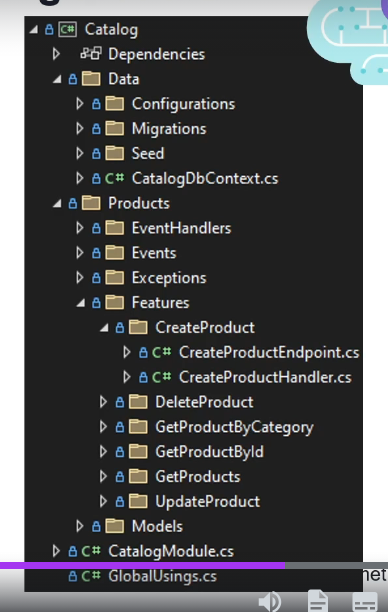 C# Catalog
Dependencies
Data
Configurations
Migrations
Seed
C# CatalogDbContext.cs
Products
EventHandlers
Events
Exceptions
Features
CreateProduct
C# CreateProductEndpoint.cs
C# CreateProductHandler.cs
DeleteProduct
GetProductByCategory
GetProductById
GetProducts
UpdateProduct
Models
C# CatalogModule.cs
net
C# GlobalUsings.cs